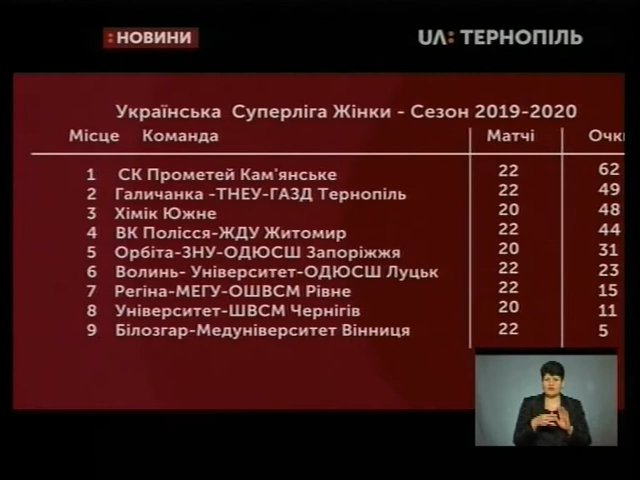 :НОВИНИ
UA: ТЕРНОПІЛЬ
Українська Суперліга Жінки - Сезон 2019-2020
Місце Команда Матчі Очк
1 СК Прометей Кам'янське 22 62
2 Галичанка -ТНЕУ-ГАЗД Тернопіль 22 49
3 Хімік Южне 20 48
4 ВК Полісся-ЖДУ Житомир 22 44
5 Орбіта-ЗНУ-ОДЮСШ Запоріжжя 20 31
6 Волинь- Університет-ОДЮСШ Луцьк 22 23
7 Регіна-МЕГУ-ОШВСМ Рівне 22 15
8 Університет-ШВСМ Чернігів 20 11
9 Білозгар-Медуніверситет Вінниця 22 5